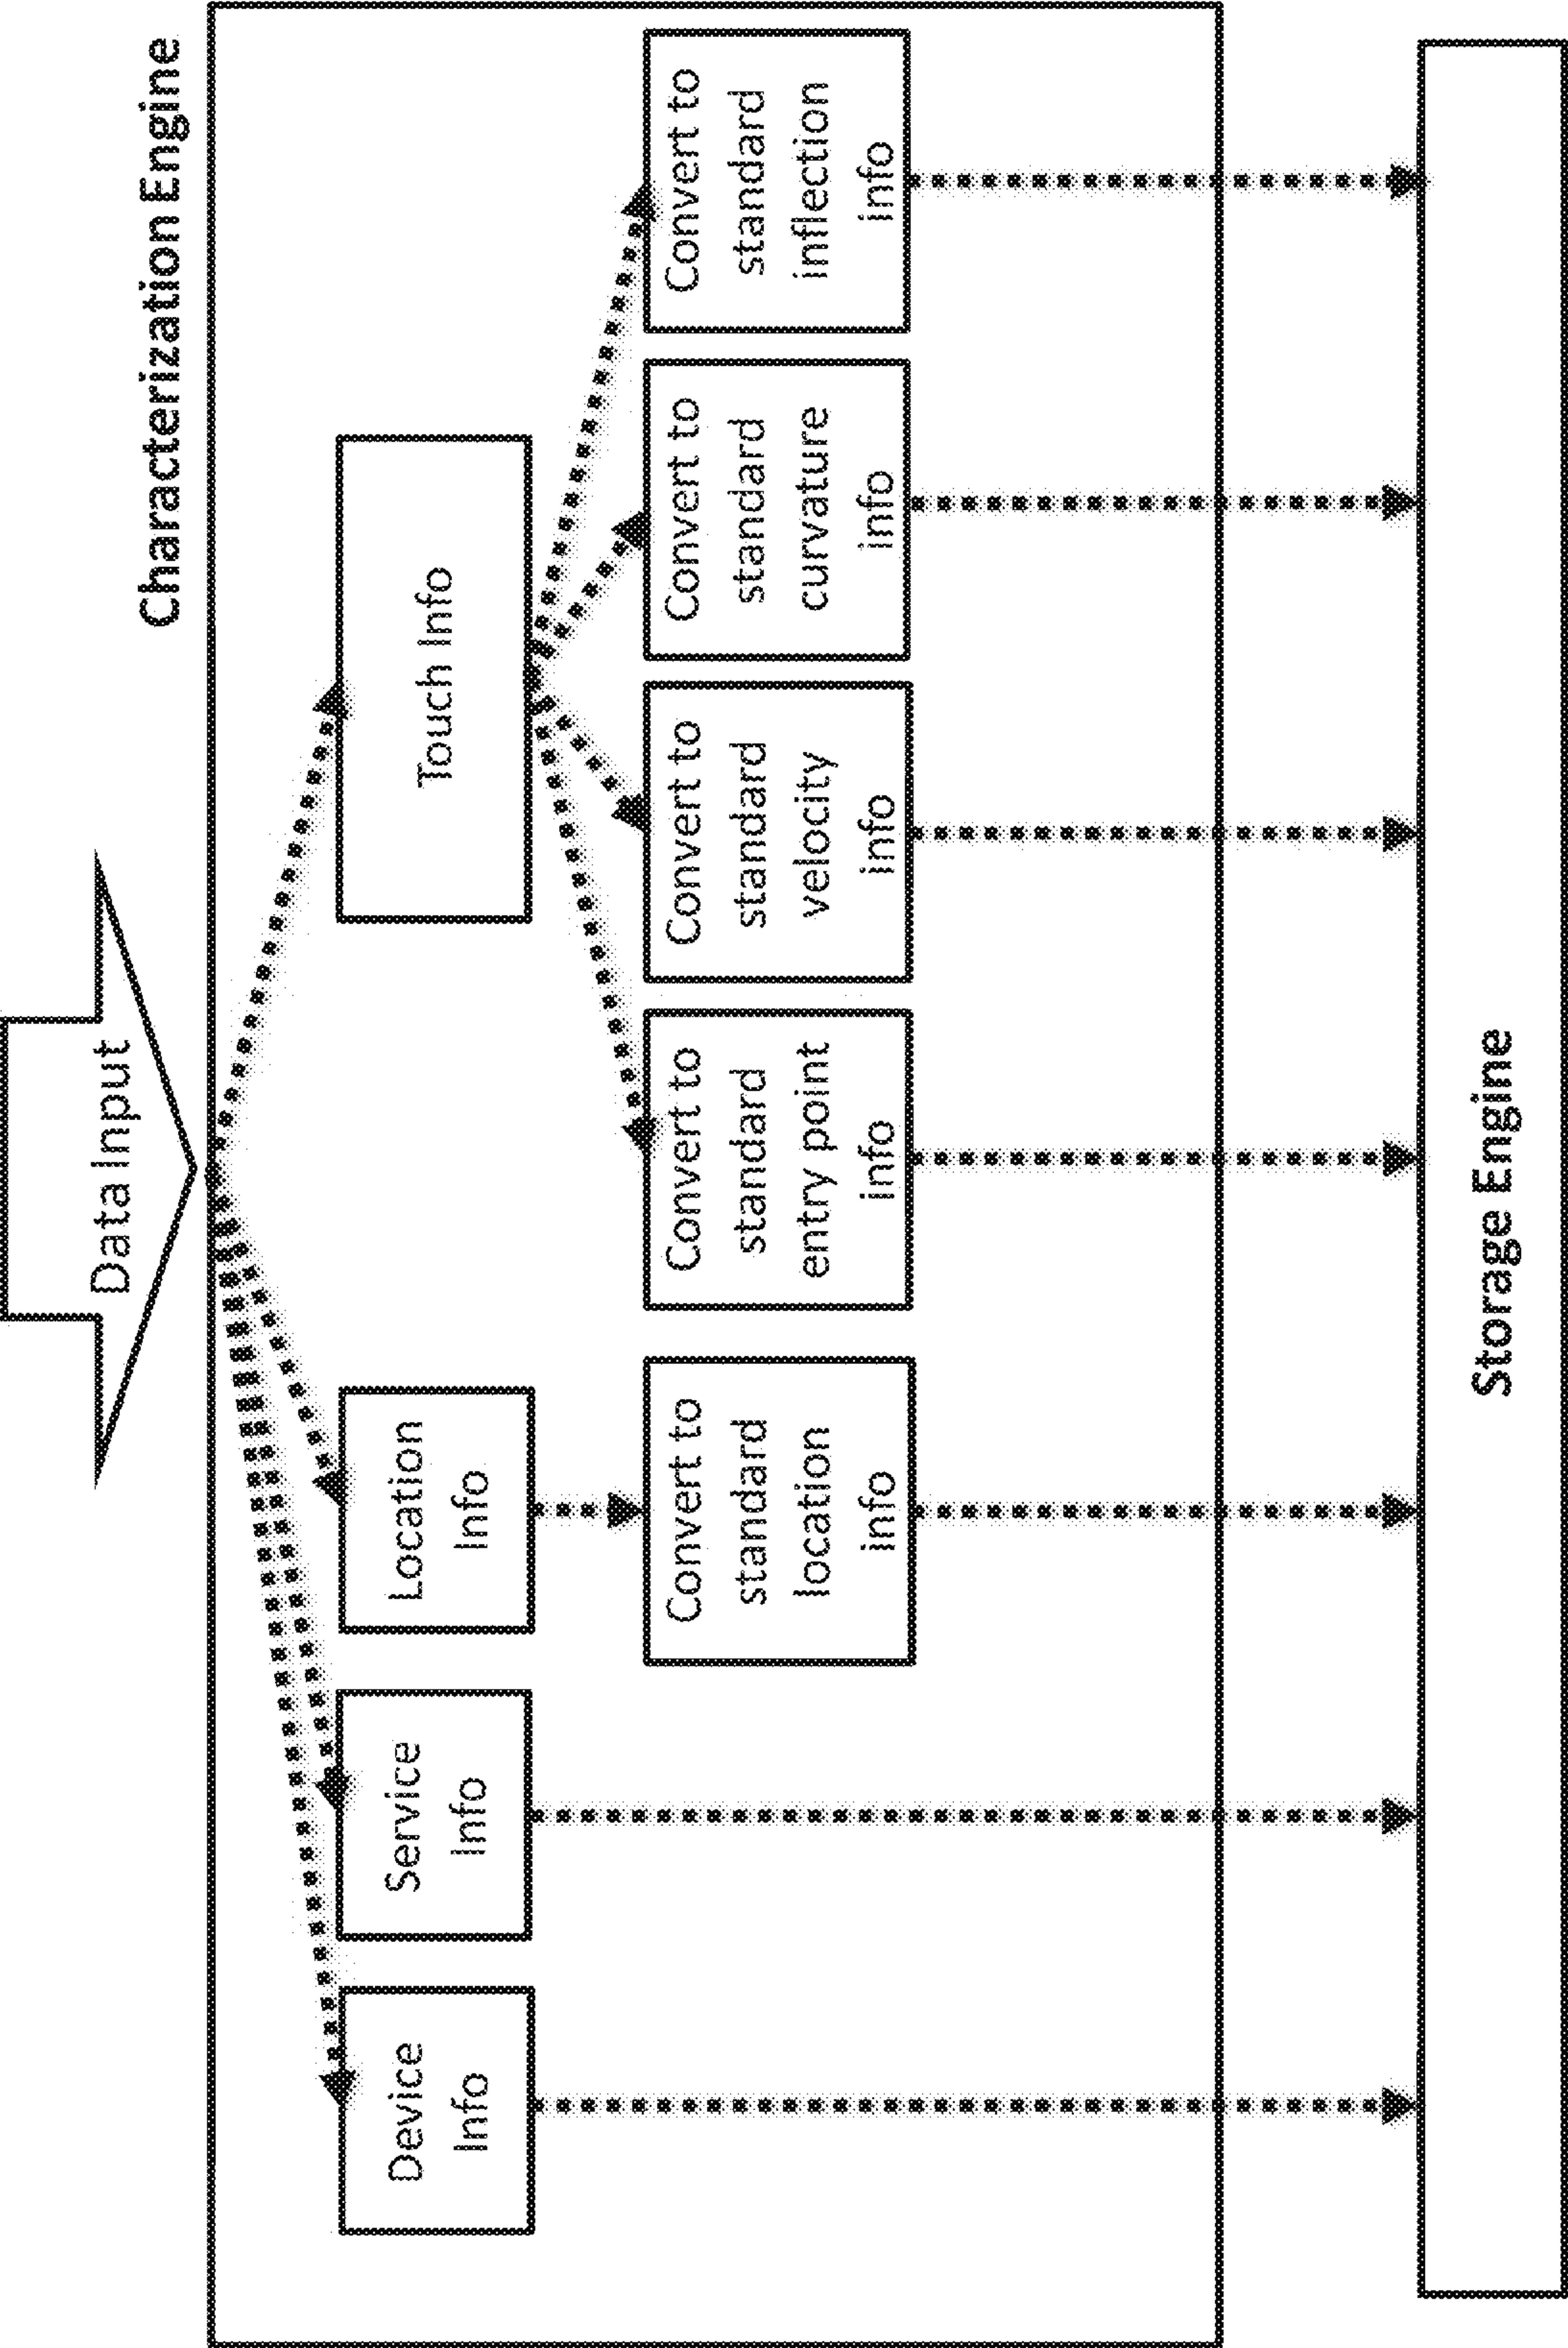 Data Input
Characterization Engine
Device
Info
Service
Info
Location
Info
Touch Info
Convert to
standard
location
info
Convert to
standard
entry point
info
Convert to
standard
velocity
info
Convert to
standard
curvature
info
Convert to
standard
inflection
info
Storage Engine